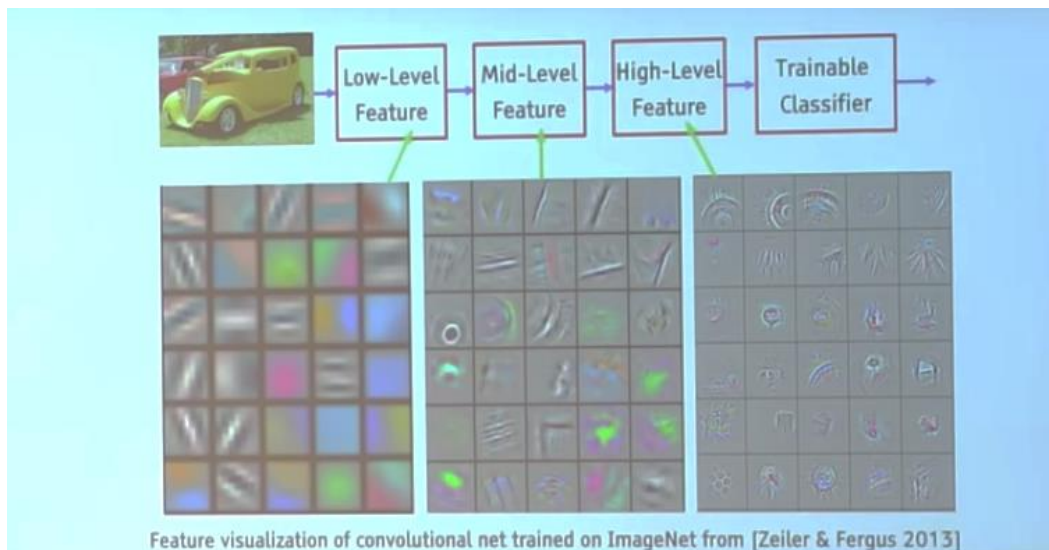 Low-Level
Feature
Mid-Level
Feature
High-Level
Feature
Trainable
Classifier
Feature visualization of convolutional net trained on ImageNet from [Zeiler & Fergus 2013]